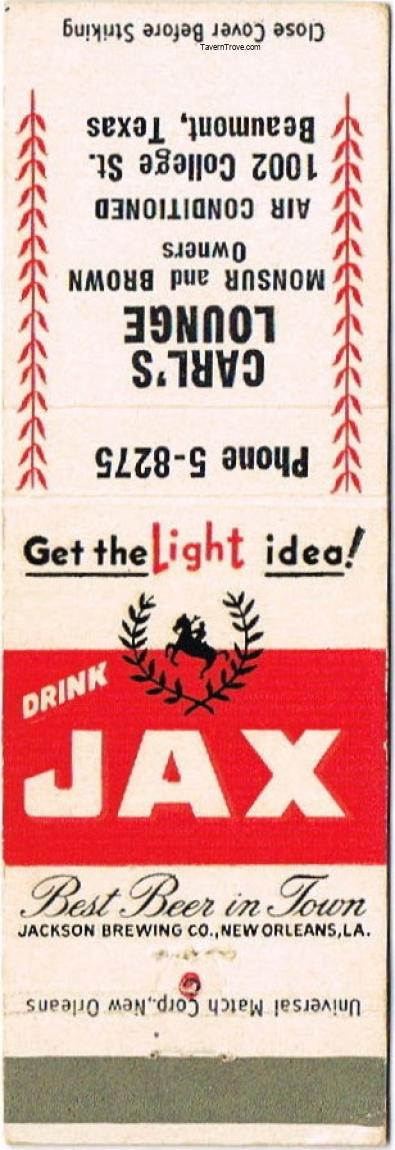 TavernTrove.com
Phone 5-8275
CARL'S
LOUNGE
MONSUR and BROWN
Owners
AIR CONDITIONED
1002 College St.
Beaumont, Texas
Close Cover Before Striking
Get the Light idea!
DRINK
JAX
Best Beer in Town
JACKSON BREWING CO., NEW ORLEANS, LA.
Universal Match Corp., New Orleans